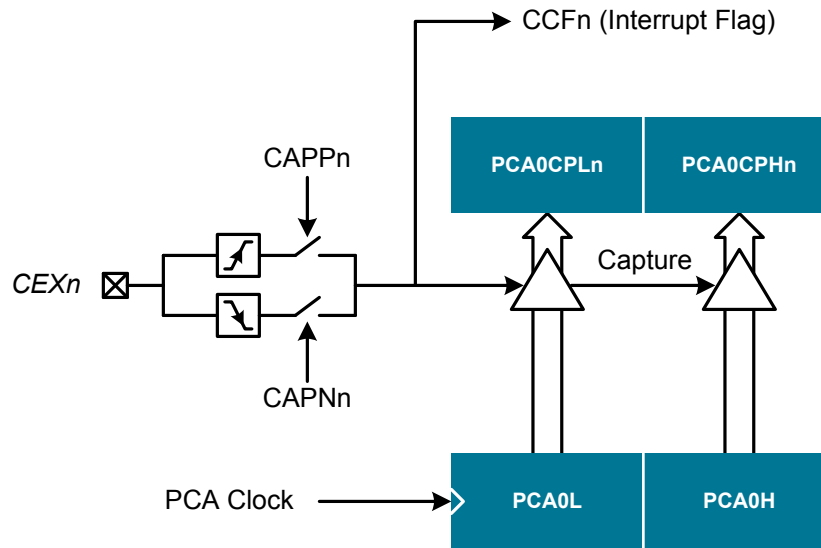 CCFn (Interrupt Flag)
PCA0CPLn
PCA0CPHn
CAPPn
Capture
CEXn
CAPNn
PCA Clock
PCA0L
PCA0H